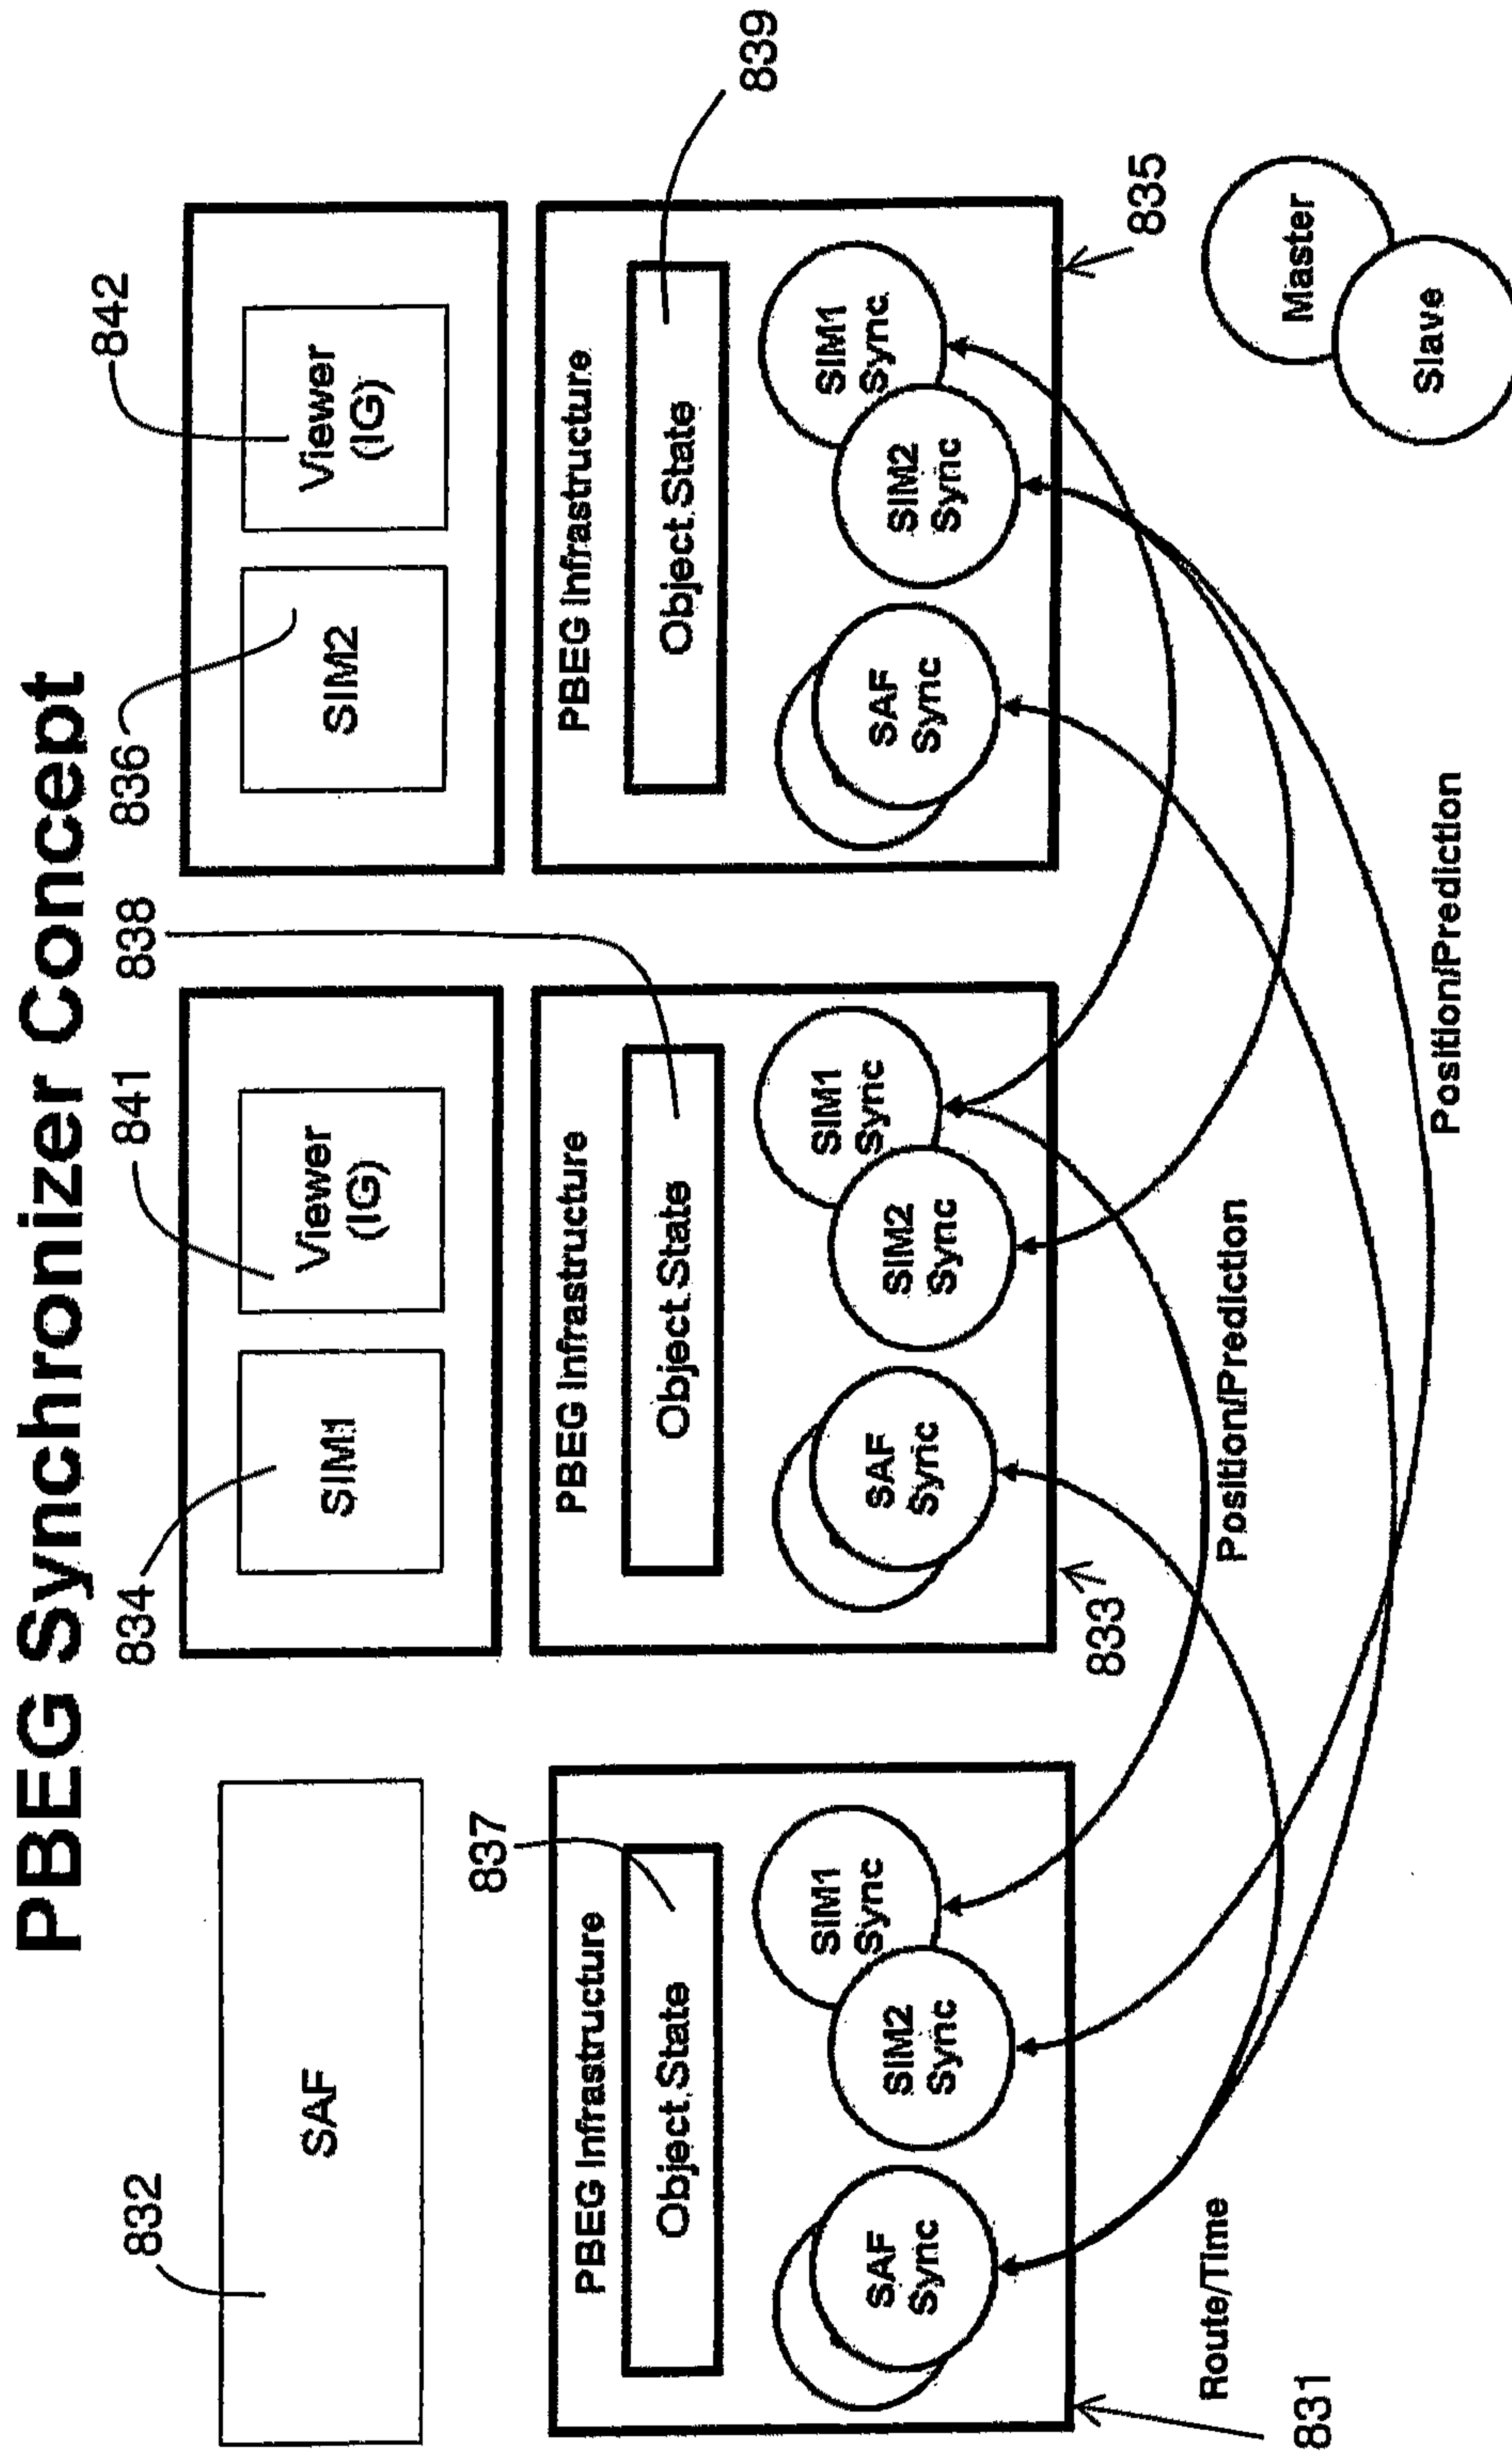 PBEG Synchronizer Concept
832
SAF
834
SIM1
841
Viewer
(IG)
838
836
SIM2
842
Viewer
(IG)
837
PBEG Infrastructure
Object State
SAF
Sync
SIM2
Sync
SIM1
Sync
831
PBEG Infrastructure
Object State
SAF
Sync
SIM2
Sync
SIM1
Sync
833
PBEG Infrastructure
Object State
839
SAF
Sync
SIM2
Sync
SIM1
Sync
835
Route/Time
Position/Prediction
Position/Prediction
Master
Slave